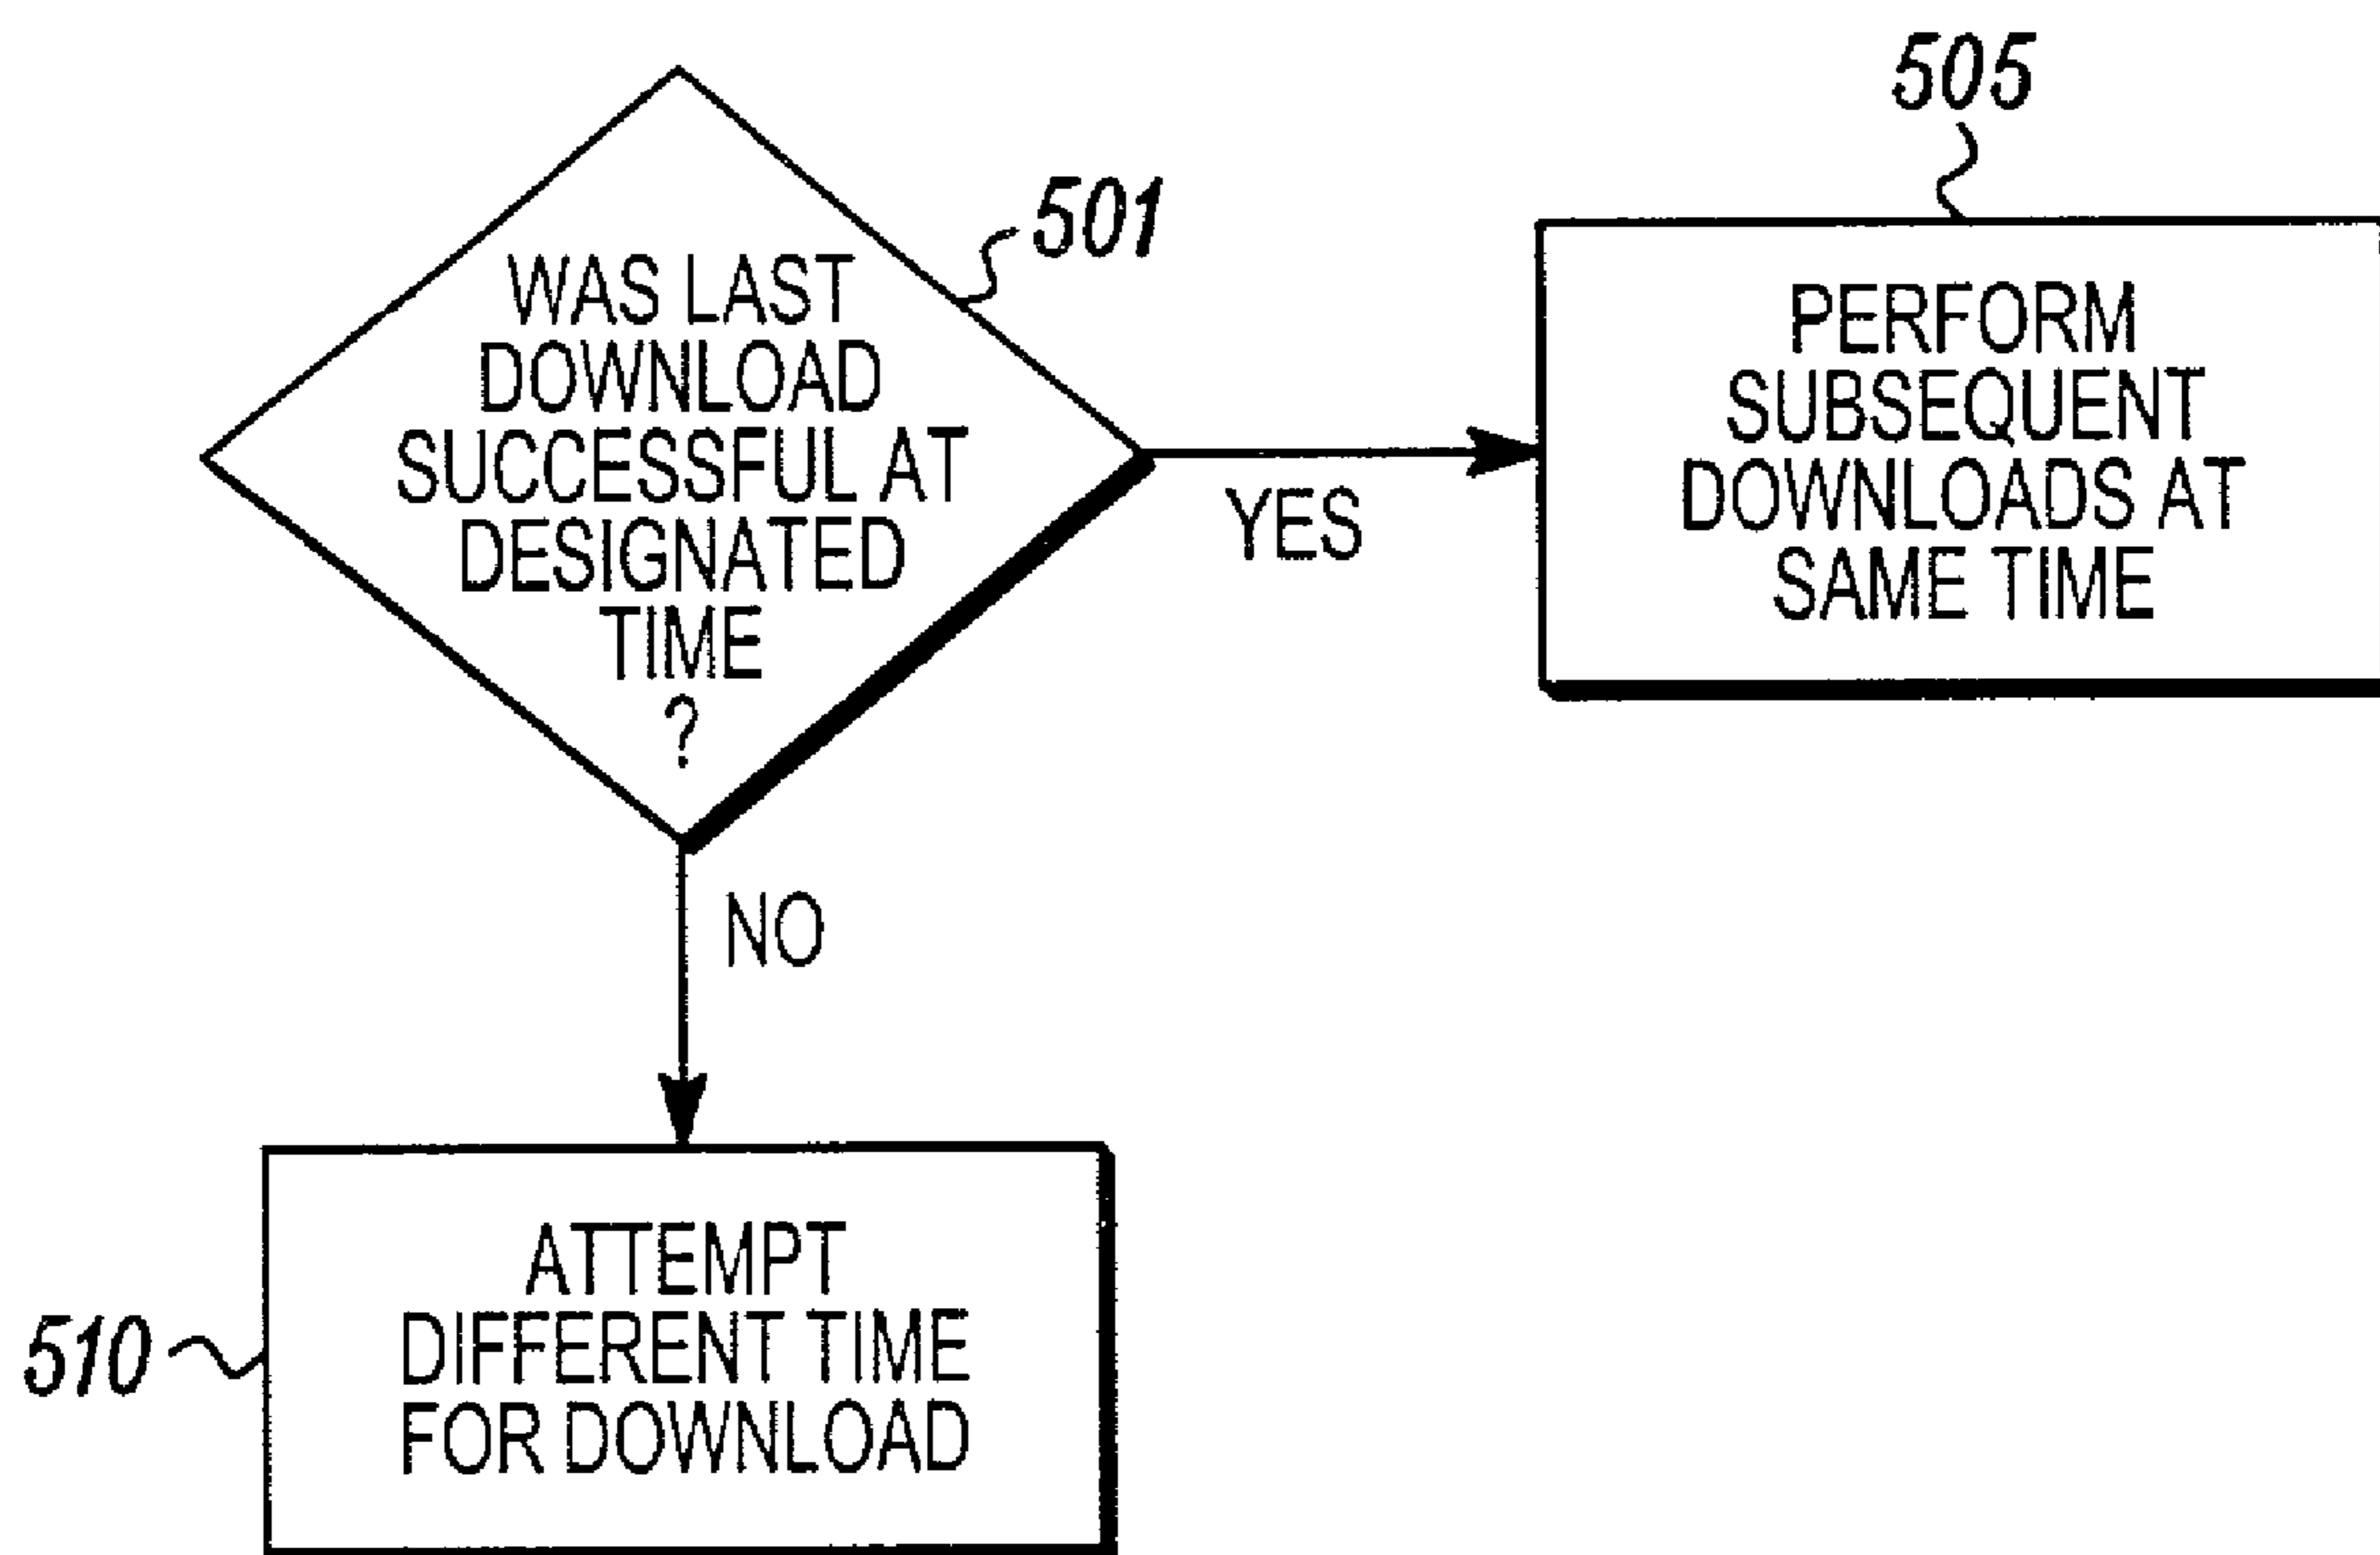 505
501
WAS LAST
DOWNLOAD
SUCCESSFUL AT
DESIGNATED
TIME
?
YES
PERFORM
SUBSEQUENT
DOWNLOADS AT
SAME TIME
NO
510
ATTEMPT
DIFFERENT TIME
FOR DOWNLOAD